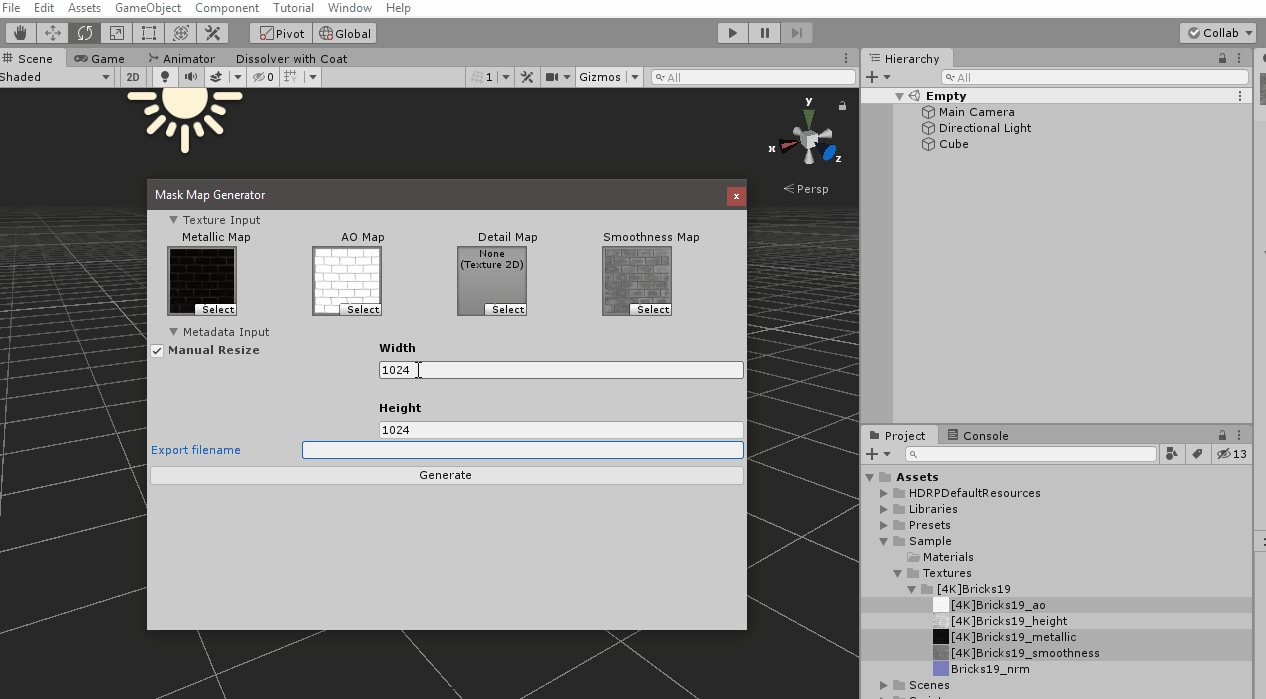 File Edit Assets GameObject Component Tutorial Window Help
Pivot Global Collab
Scene Game Animator Dissolver with Coat
Shaded 2D 0 1 Gizmos All
y
x
z
Persp
Mask Map Generator
x
Texture Input
Metallic Map AO Map Detail Map Smoothness Map
None
(Texture 2D)
Select Select Select Select
Metadata Input
Manual Resize
Width
1024
Height
1024
Export filename
Generate
Hierarchy
All
Empty
Main Camera
Directional Light
Cube
Project Console
13
Assets
HDRPDefaultResources
Libraries
Presets
Sample
Materials
Textures
[4K]Bricks19
[4K]Bricks19_ao
[4K]Bricks19_height
[4K]Bricks19_metallic
[4K]Bricks19_smoothness
Bricks19_nrm
Scenes